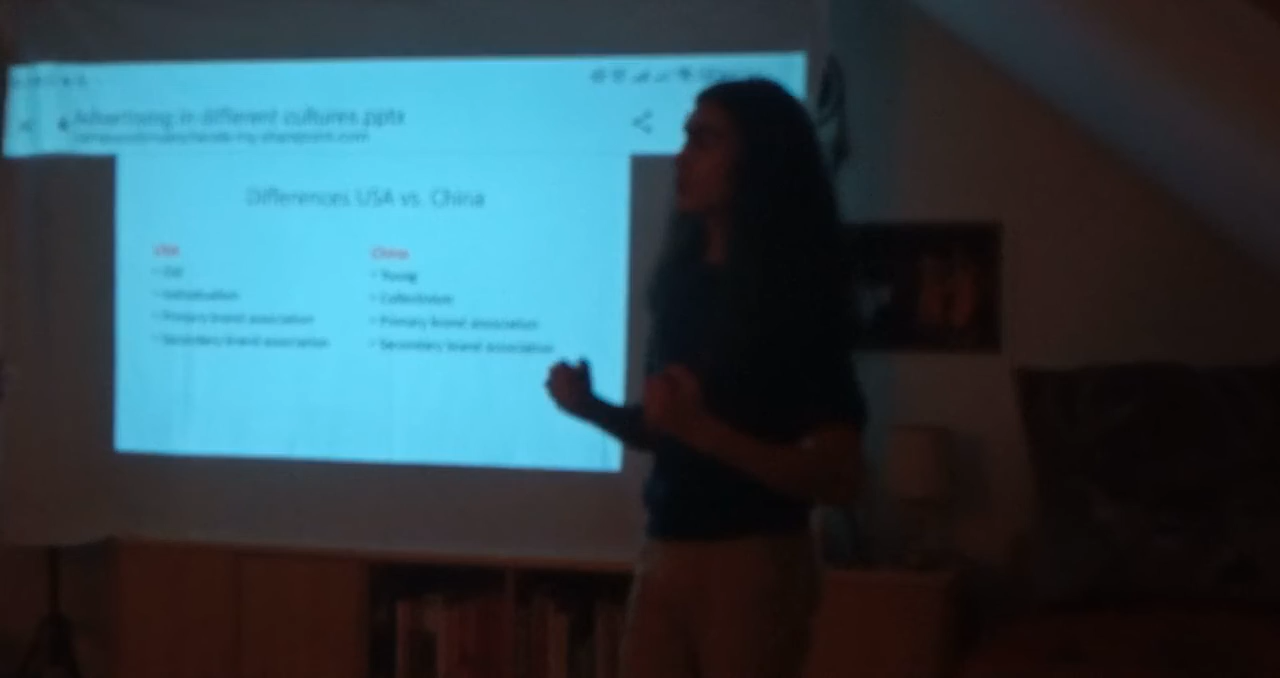 Advertising in different cultures.pptx
Differences USA vs. China
USA
• Old
• Individualism
• Primary brand association
• Secondary brand association
China
• Young
• Collectivism
• Primary brand association
• Secondary brand association